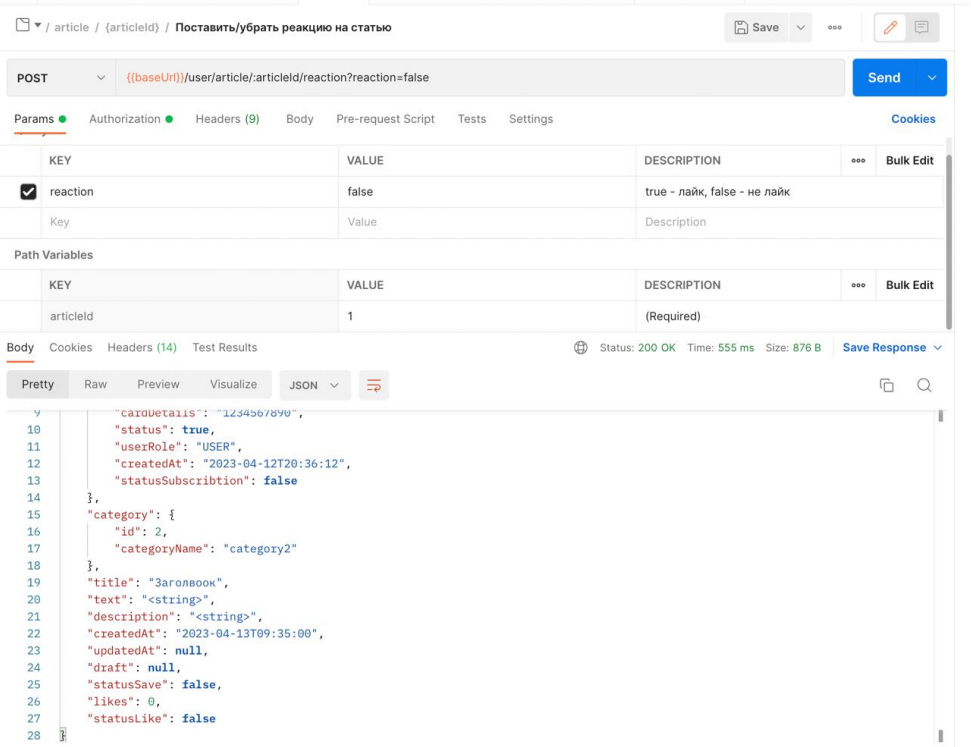 / article / {articleId} / Поставить/убрать реакцию на статью
Save
POST {{baseUrl}}/user/article/:articleId/reaction?reaction=false Send
Params Authorization Headers (9) Body Pre-request Script Tests Settings Cookies
KEY VALUE DESCRIPTION ooo Bulk Edit
reaction false true - лайк, false - не лайк
Key Value Description
Path Variables
KEY VALUE DESCRIPTION ooo Bulk Edit
articleId 1 (Required)
Body Cookies Headers (14) Test Results Status: 200 OK Time: 555 ms Size: 876 B Save Response
Pretty Raw Preview Visualize JSON
9 "cardDetails": "1234567890",
10 "status": true,
11 "userRole": "USER",
12 "createdAt": "2023-04-12T20:36:12",
13 "statusSubscribtion": false
14 },
15 "category": {
16 "id": 2,
17 "categoryName": "category2"
18 },
19 "title": "Заголвоок",
20 "text": "<string>",
21 "description": "<string>",
22 "createdAt": "2023-04-13T09:35:00",
23 "updatedAt": null,
24 "draft": null,
25 "statusSave": false,
26 "likes": 0,
27 "statusLike": false
28 }